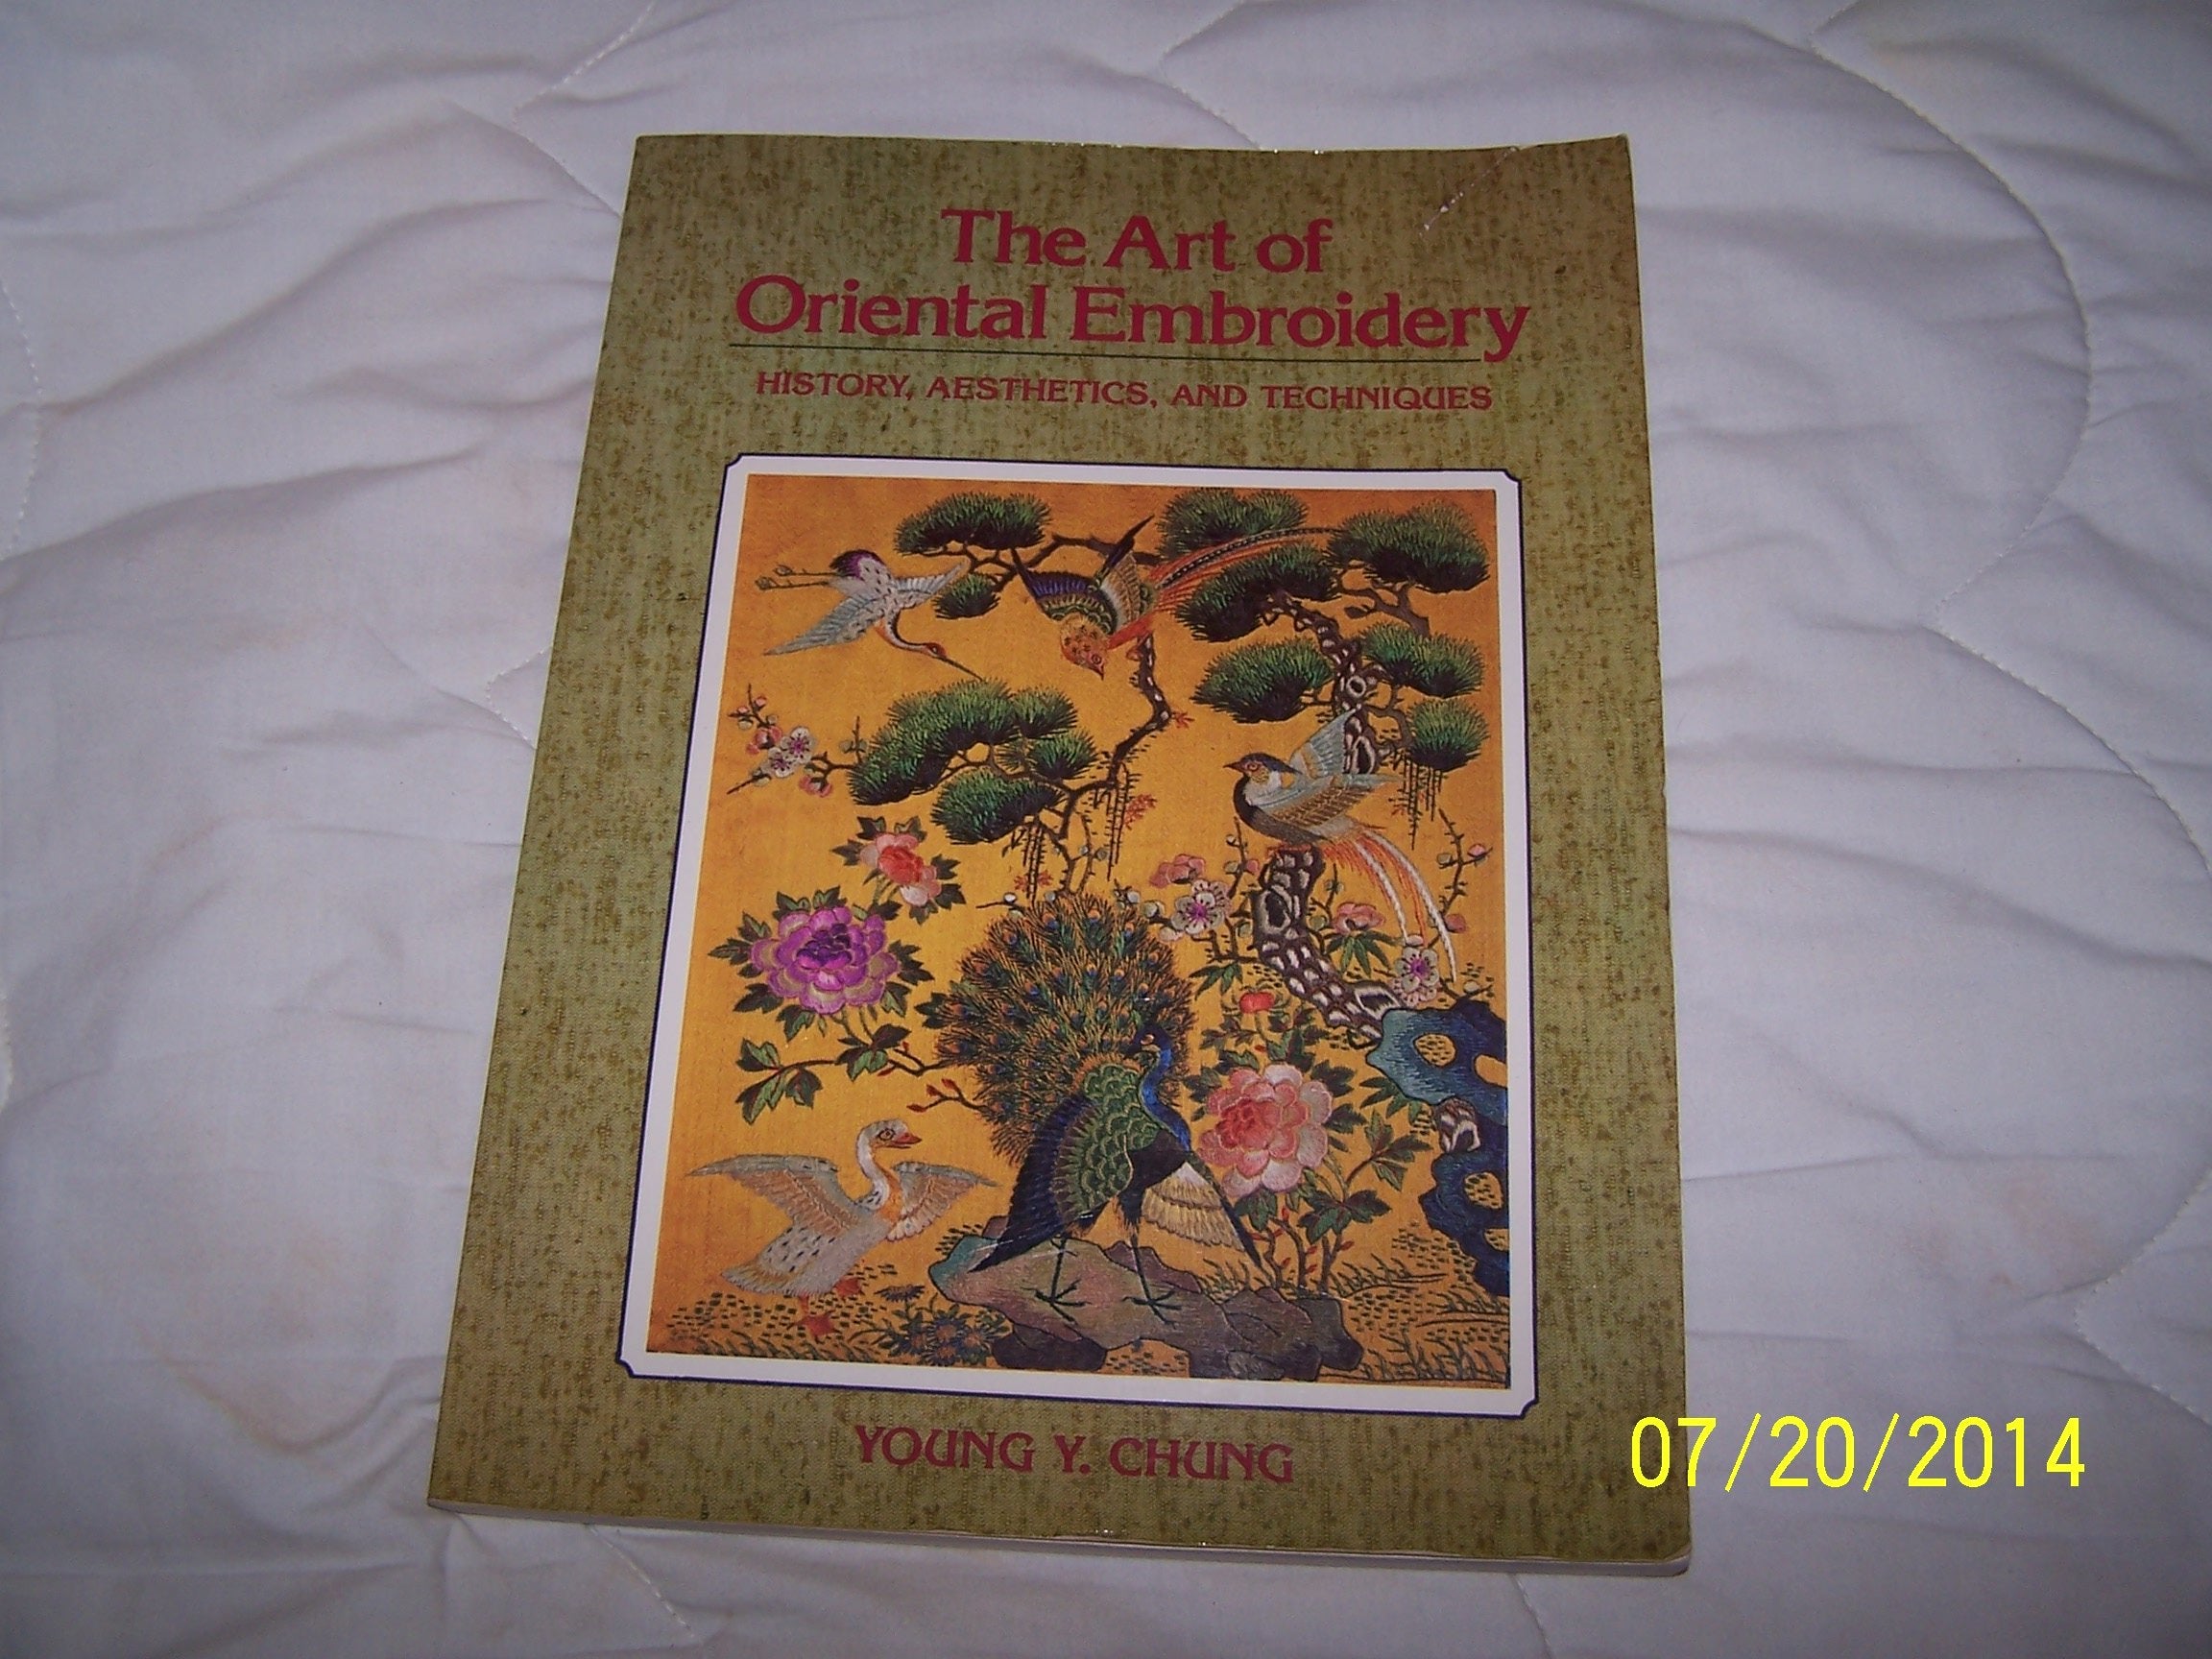 The Art of
Oriental Embroidery
HISTORY, AESTHETICS, AND TECHNIQUES
YOUNG Y. CHUNG
07/20/2014